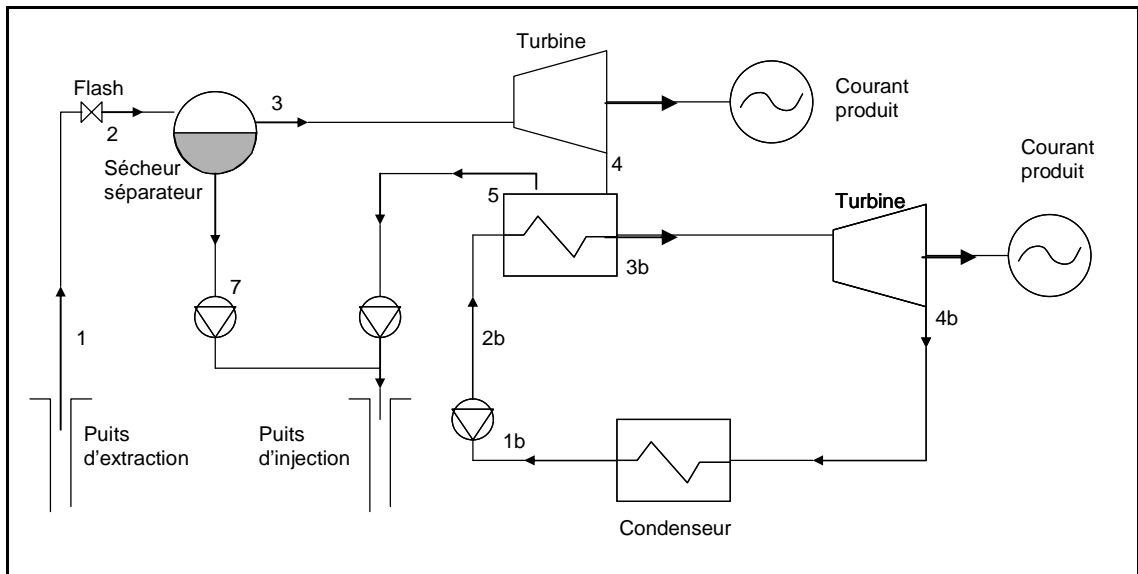 Turbine
Flash
3
Courant
produit
2
Courant
produit
Sécheur
séparateur
4
5
Turbine
3b
7
4b
1
2b
1b
Puits
d'extraction
Puits
d'injection
Condenseur